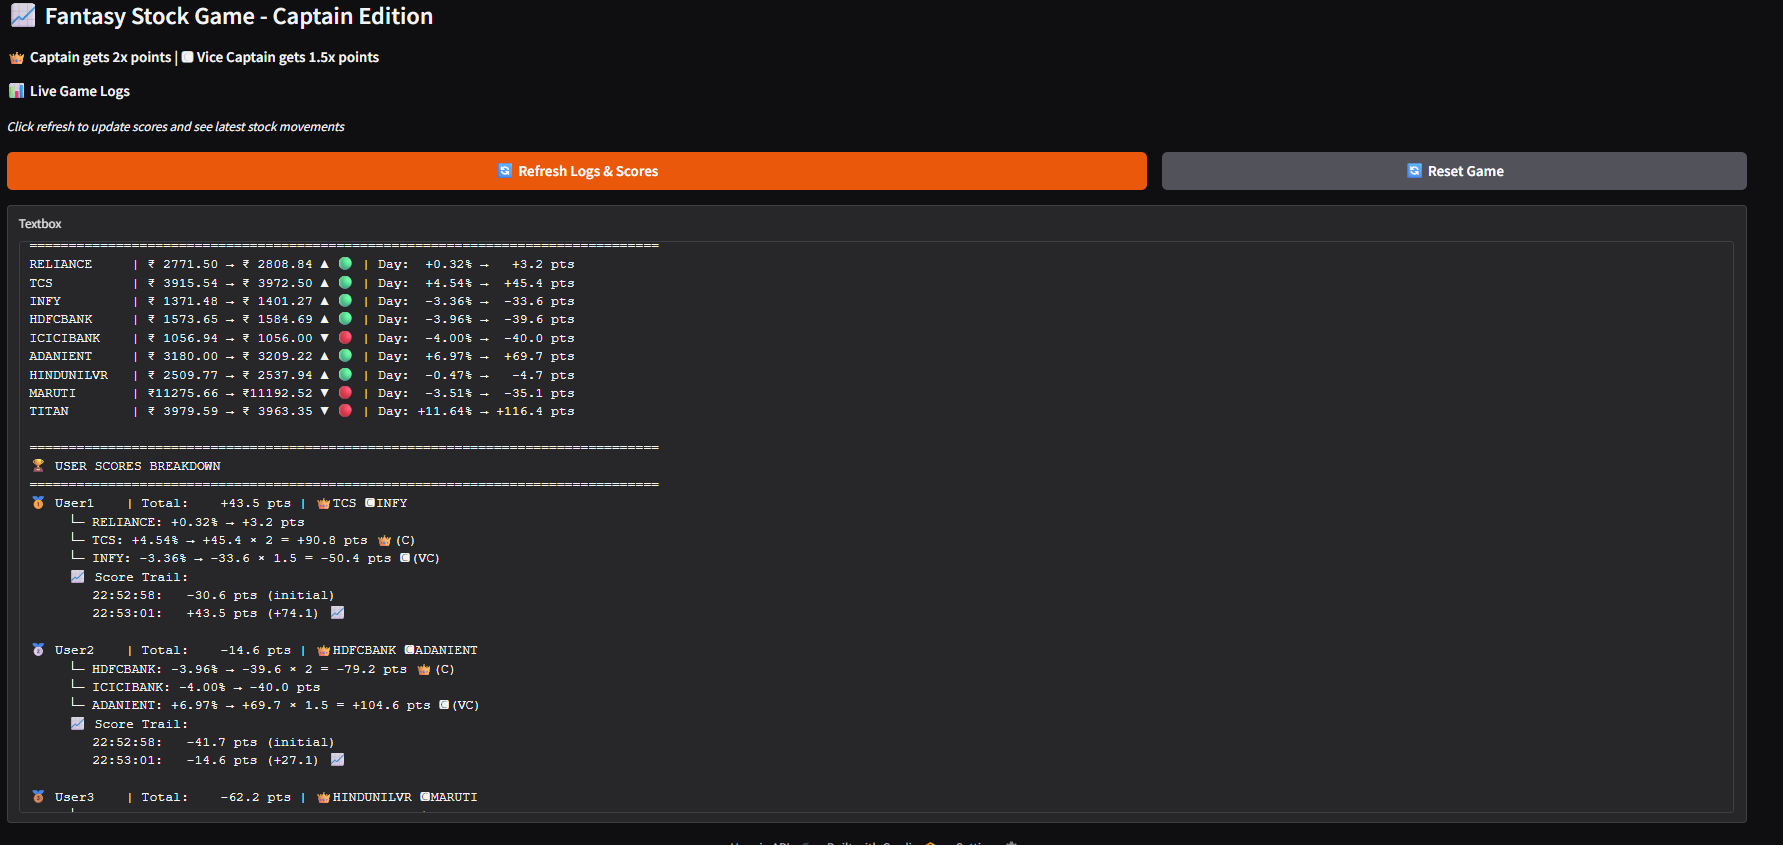 📈 Fantasy Stock Game - Captain Edition
👑 Captain gets 2x points | 🅲 Vice Captain gets 1.5x points
📊 Live Game Logs
Click refresh to update scores and see latest stock movements
🔄 Refresh Logs & Scores
🔄 Reset Game
Textbox
================================================================================
RELIANCE | ₹ 2771.50 → ₹ 2808.84 ▲ 🟢 | Day: +0.32% → +3.2 pts
TCS | ₹ 3915.54 → ₹ 3972.50 ▲ 🟢 | Day: +4.54% → +45.4 pts
INFY | ₹ 1371.48 → ₹ 1401.27 ▲ 🟢 | Day: -3.36% → -33.6 pts
HDFCBANK | ₹ 1573.65 → ₹ 1584.69 ▲ 🟢 | Day: -3.96% → -39.6 pts
ICICIBANK | ₹ 1056.94 → ₹ 1056.00 ▼ 🔴 | Day: -4.00% → -40.0 pts
ADANIENT | ₹ 3180.00 → ₹ 3209.22 ▲ 🟢 | Day: +6.97% → +69.7 pts
HINDUNILVR | ₹ 2509.77 → ₹ 2537.94 ▲ 🟢 | Day: -0.47% → -4.7 pts
MARUTI | ₹11275.66 → ₹11192.52 ▼ 🔴 | Day: -3.51% → -35.1 pts
TITAN | ₹ 3979.59 → ₹ 3963.35 ▼ 🔴 | Day: +11.64% → +116.4 pts
================================================================================
🏆 USER SCORES BREAKDOWN
================================================================================
🥇 User1 | Total: +43.5 pts | 👑TCS 🅲INFY
└─ RELIANCE: +0.32% → +3.2 pts
└─ TCS: +4.54% → +45.4 × 2 = +90.8 pts 👑(C)
└─ INFY: -3.36% → -33.6 × 1.5 = -50.4 pts 🅲(VC)
📈 Score Trail:
22:52:58: -30.6 pts (initial)
22:53:01: +43.5 pts (+74.1) 📈
🥈 User2 | Total: -14.6 pts | 👑HDFCBANK 🅲ADANIENT
└─ HDFCBANK: -3.96% → -39.6 × 2 = -79.2 pts 👑(C)
└─ ICICIBANK: -4.00% → -40.0 pts
└─ ADANIENT: +6.97% → +69.7 × 1.5 = +104.6 pts 🅲(VC)
📈 Score Trail:
22:52:58: -41.7 pts (initial)
22:53:01: -14.6 pts (+27.1) 📈
🥉 User3 | Total: -62.2 pts | 👑HINDUNILVR 🅲MARUTI